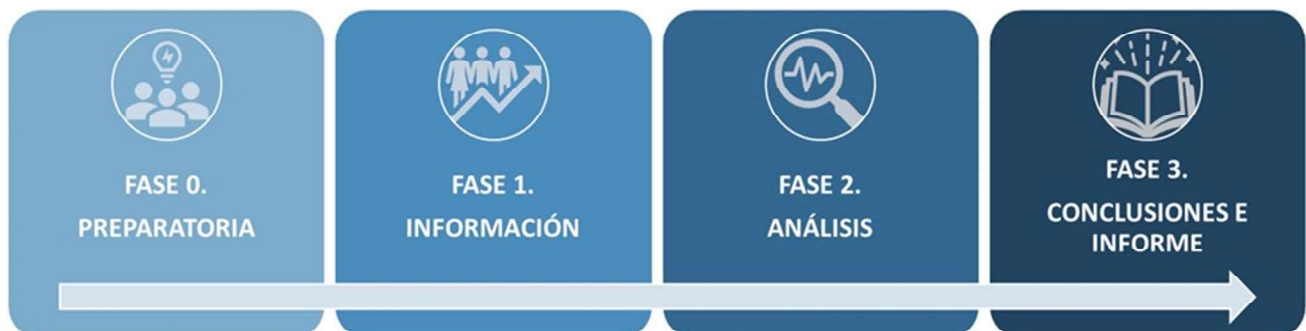 FASE 0.
PREPARATORIA
FASE 1.
INFORMACIÓN
FASE 2.
ANÁLISIS
FASE 3.
CONCLUSIONES E
INFORME